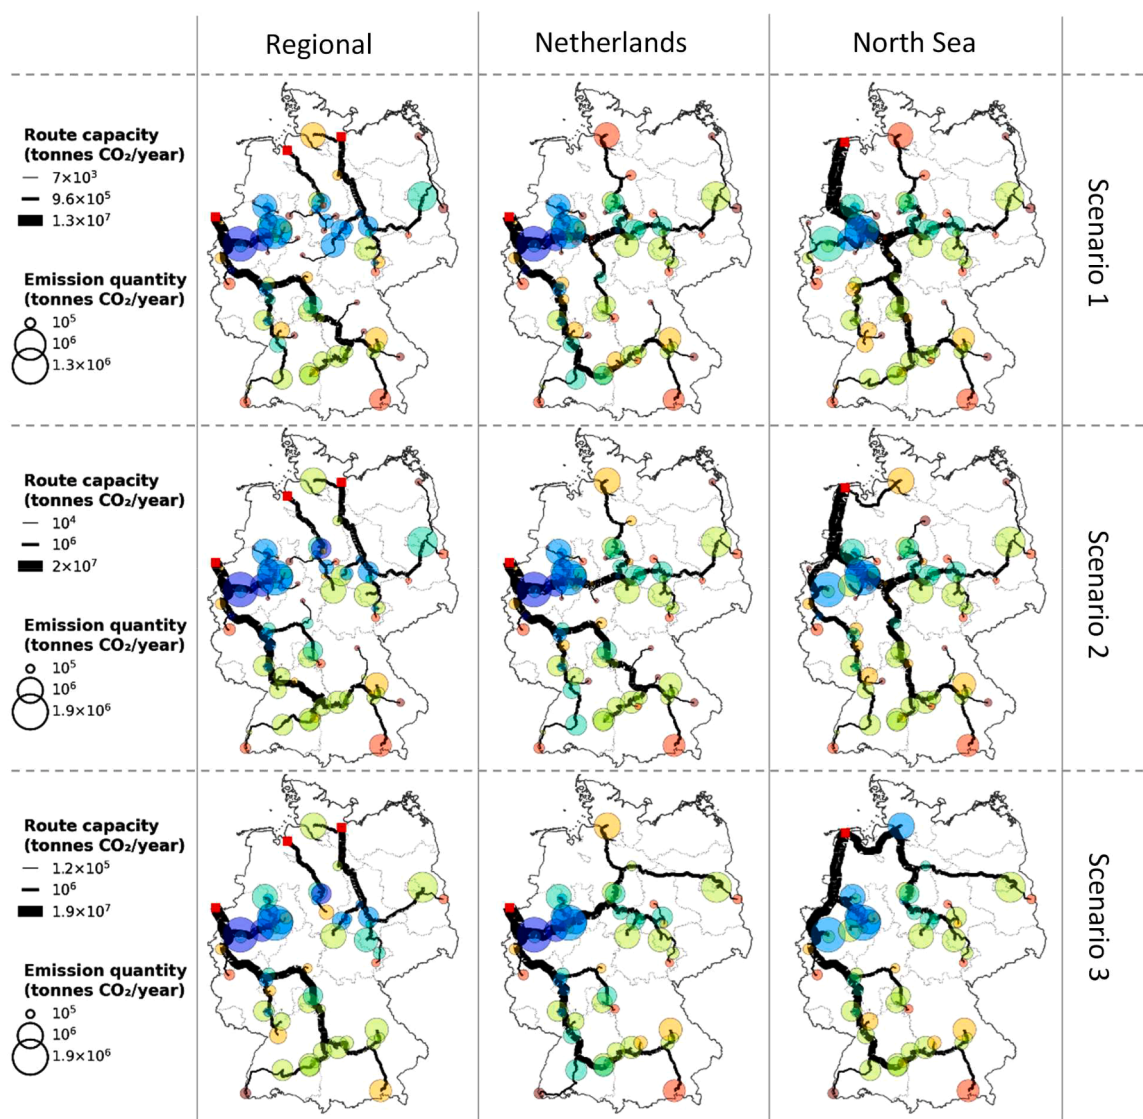 Regional
Netherlands
North Sea
Route capacity
(tonnes CO₂/year)
7×10³
9.6×10⁵
1.3×10⁷
Emission quantity
(tonnes CO₂/year)
10⁵
10⁶
1.3×10⁶
Scenario 1
Route capacity
(tonnes CO₂/year)
10⁴
10⁶
2×10⁷
Emission quantity
(tonnes CO₂/year)
10⁵
10⁶
1.9×10⁶
Scenario 2
Route capacity
(tonnes CO₂/year)
1.2×10⁵
10⁶
1.9×10⁷
Emission quantity
(tonnes CO₂/year)
10⁵
10⁶
1.9×10⁶
Scenario 3